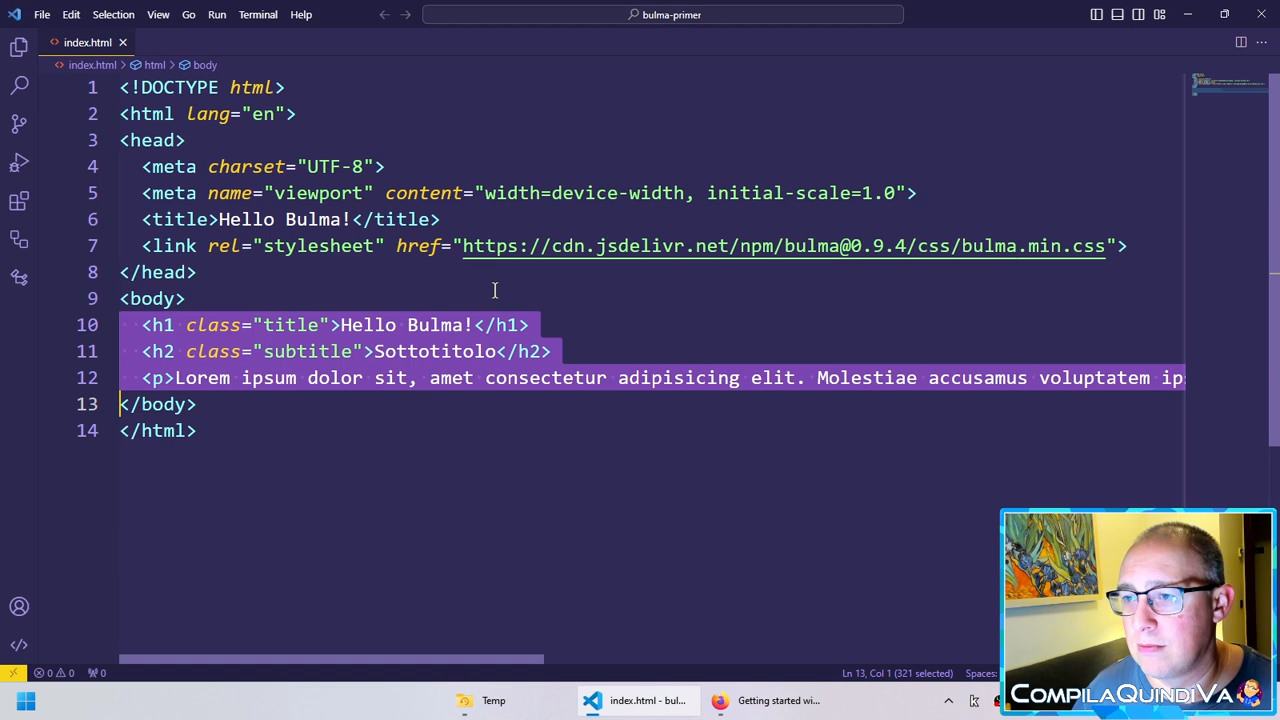 File Edit Selection View Go Run Terminal Help
bulma-primer
index.html
index.html html body
1 <!DOCTYPE html>
2 <html lang="en">
3 <head>
4 <meta charset="UTF-8">
5 <meta name="viewport" content="width=device-width, initial-scale=1.0">
6 <title>Hello Bulma!</title>
7 <link rel="stylesheet" href="https://cdn.jsdelivr.net/npm/bulma@0.9.4/css/bulma.min.css">
8 </head>
9 <body>
10 <h1 class="title">Hello Bulma!</h1>
11 <h2 class="subtitle">Sottotitolo</h2>
12 <p>Lorem ipsum dolor sit, amet consectetur adipisicing elit. Molestiae accusamus voluptatem ip
13 </body>
14 </html>
0 0 0 Ln 13, Col 1 (321 selected) Spaces:
Temp index.html - bul... Getting started wi...
COMPILAQUINDIVA